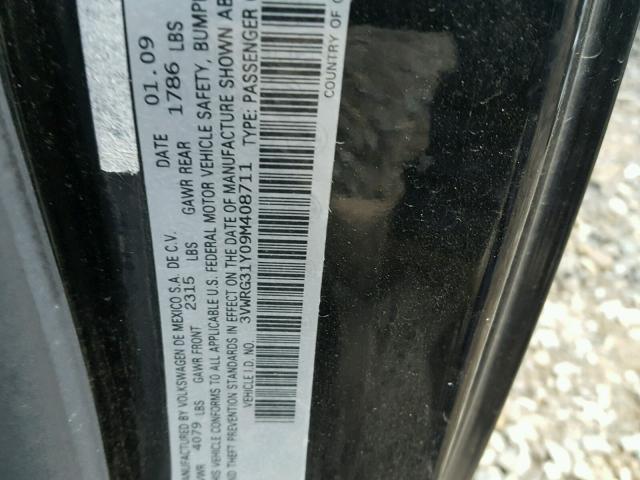 MANUFACTURED BY VOLKSWAGEN DE MEXICO S.A. DE C.V. DATE 01.09
GVWR 4079 LBS GAWR FRONT 2315 LBS GAWR REAR 1786 LBS
THIS VEHICLE CONFORMS TO ALL APPLICABLE U.S. FEDERAL MOTOR VEHICLE SAFETY, BUMP
AND THEFT PREVENTION STANDARDS IN EFFECT ON THE DATE OF MANUFACTURE SHOWN AB
VEHICLE I.D. NO. 3VWRG31Y09M408711 TYPE: PASSENGER
COUNTRY OF